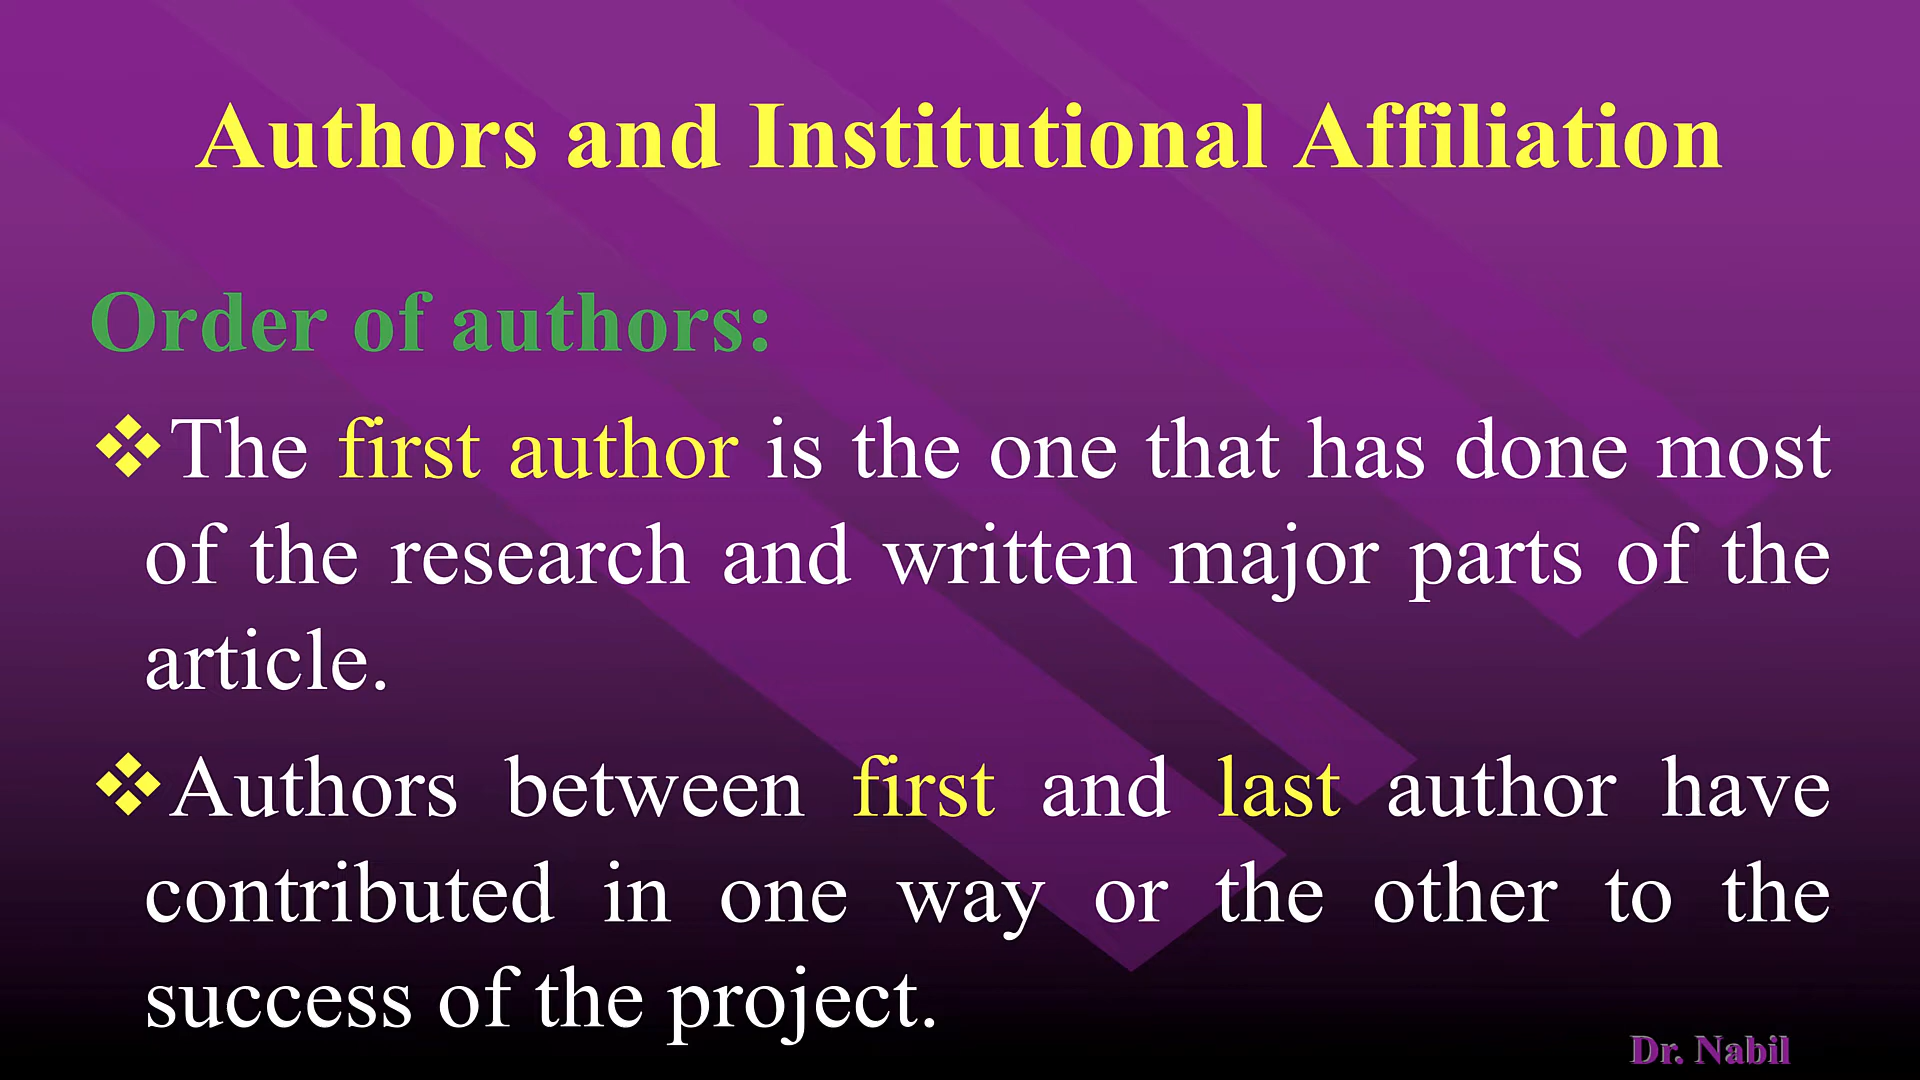 Authors and Institutional Affiliation
Order of authors:
❖The first author is the one that has done most
of the research and written major parts of the
article.
❖Authors between first and last author have
contributed in one way or the other to the
success of the project.
Dr. Nabil